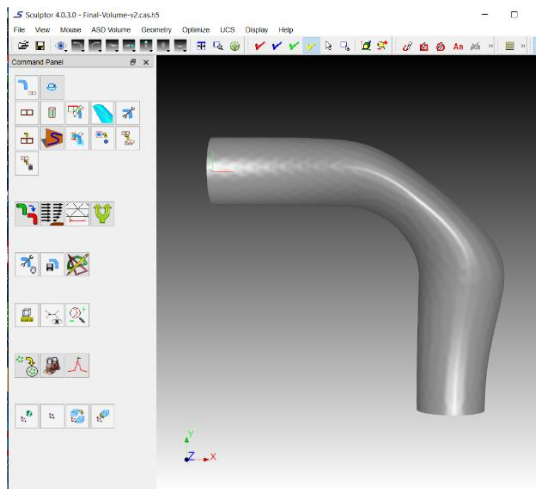 Sculptor 4.0.3.0 - Final-Volume-v2.cas.h5
File View Mouse ASD Volume Geometry Optimize UCS Display Help
An
Command Panel
Y
Z X